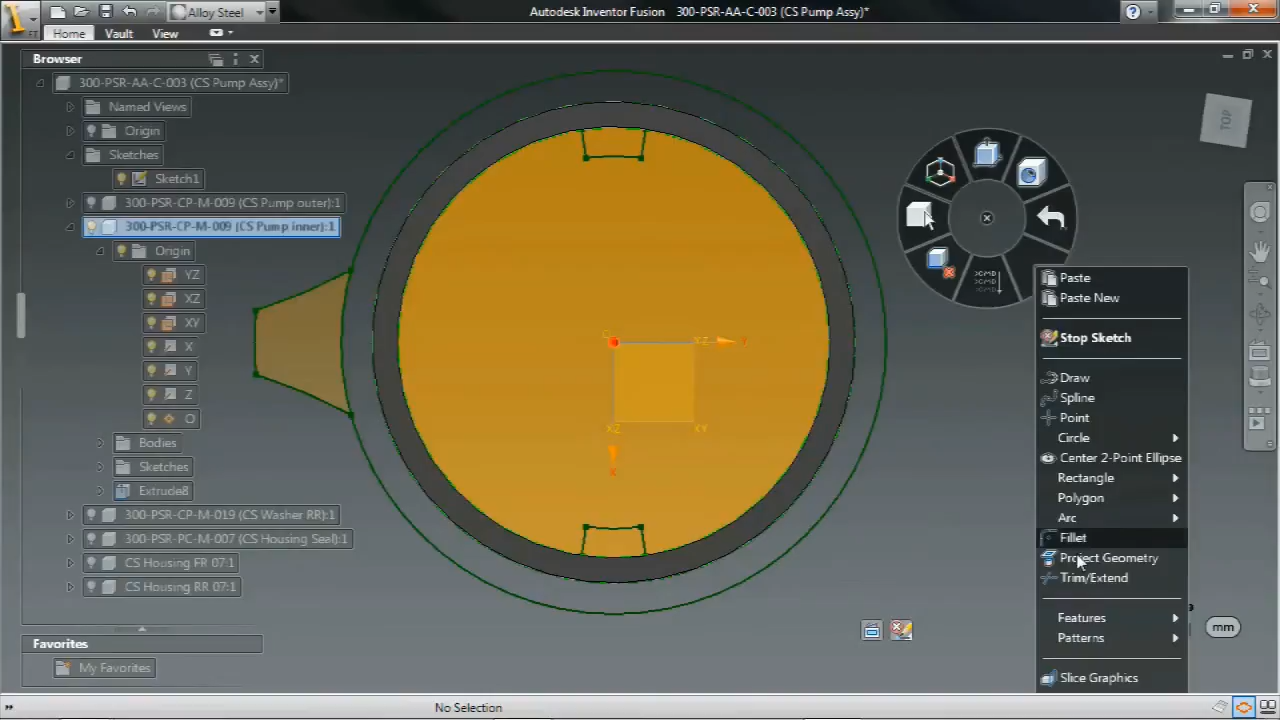 Alloy Steel
Autodesk Inventor Fusion 300-PSR-AA-C-003 (CS Pump Assy)*
FT
Home Vault View
Browser
300-PSR-AA-C-003 (CS Pump Assy)*
Named Views
Origin
Sketches
Sketch1
300-PSR-CP-M-009 (CS Pump outer):1
300-PSR-CP-M-009 (CS Pump inner):1
Origin
YZ
XZ
XY
X
Y
Z
O
Bodies
Sketches
Extrude8
300-PSR-CP-M-019 (CS Washer RR):1
300-PSR-PC-M-007 (CS Housing Seal):1
CS Housing FR 07:1
CS Housing RR 07:1
Favorites
My Favorites
XZ
XZ
XY
X
TOP
Paste
Paste New
Stop Sketch
Draw
Spline
Point
Circle
Center 2-Point Ellipse
Rectangle
Polygon
Arc
Fillet
Project Geometry
Trim/Extend
Features
Patterns
Slice Graphics
mm
No Selection